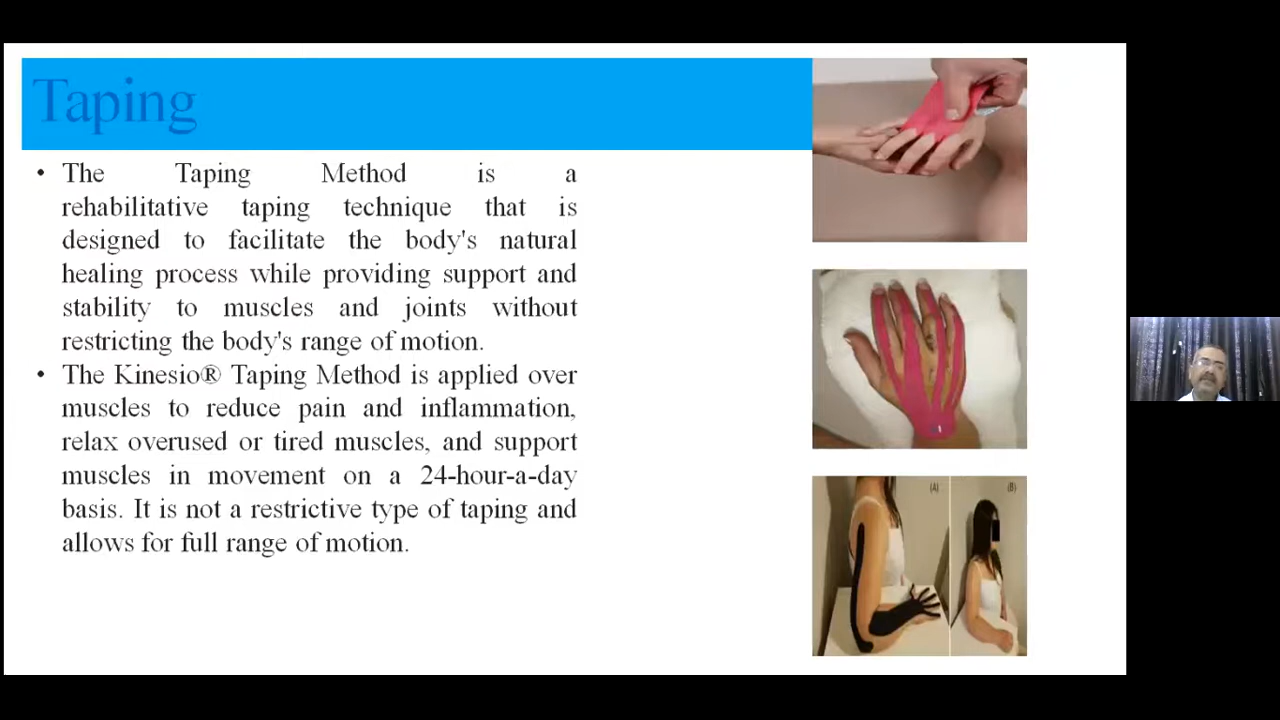 Taping
• The Taping Method is a
rehabilitative taping technique that is
designed to facilitate the body's natural
healing process while providing support and
stability to muscles and joints without
restricting the body's range of motion.
• The Kinesio® Taping Method is applied over
muscles to reduce pain and inflammation,
relax overused or tired muscles, and support
muscles in movement on a 24-hour-a-day
basis. It is not a restrictive type of taping and
allows for full range of motion.
(A)
(B)